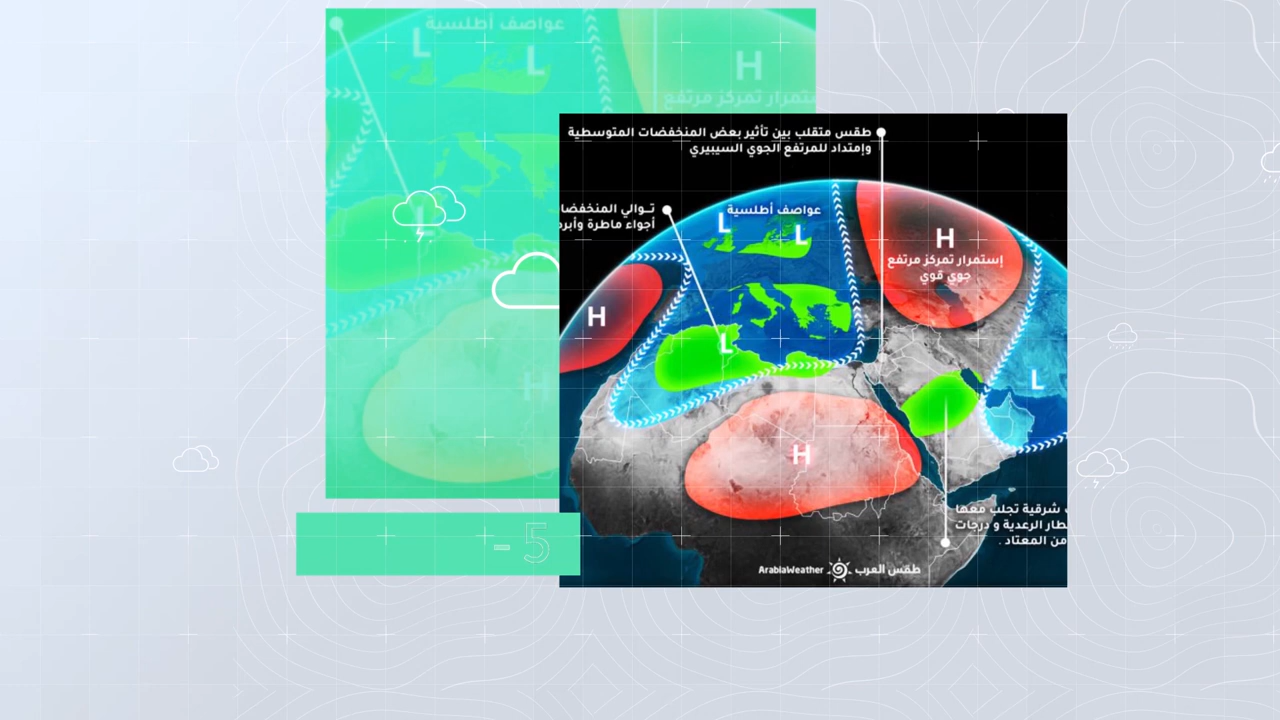 عواصف أطلسية
L
L
H
ستمرار تمركز مرتفع
L
H
-5
طقس متقلب بين تأثير بعض المنخفضات المتوسطية
وإمتداد للمرتفع الجوي السيبيري
تـوالي المنخفضا
أجواء ماطرة وأبر
عواصف أطلسية
L
L
H
إستمرار تمركز مرتفع
جوي قوي
H
L
L
H
شرقية تجلب معها
طار الرعدية و درجات
من المعتاد .
ArabiaWeather طقس العرب